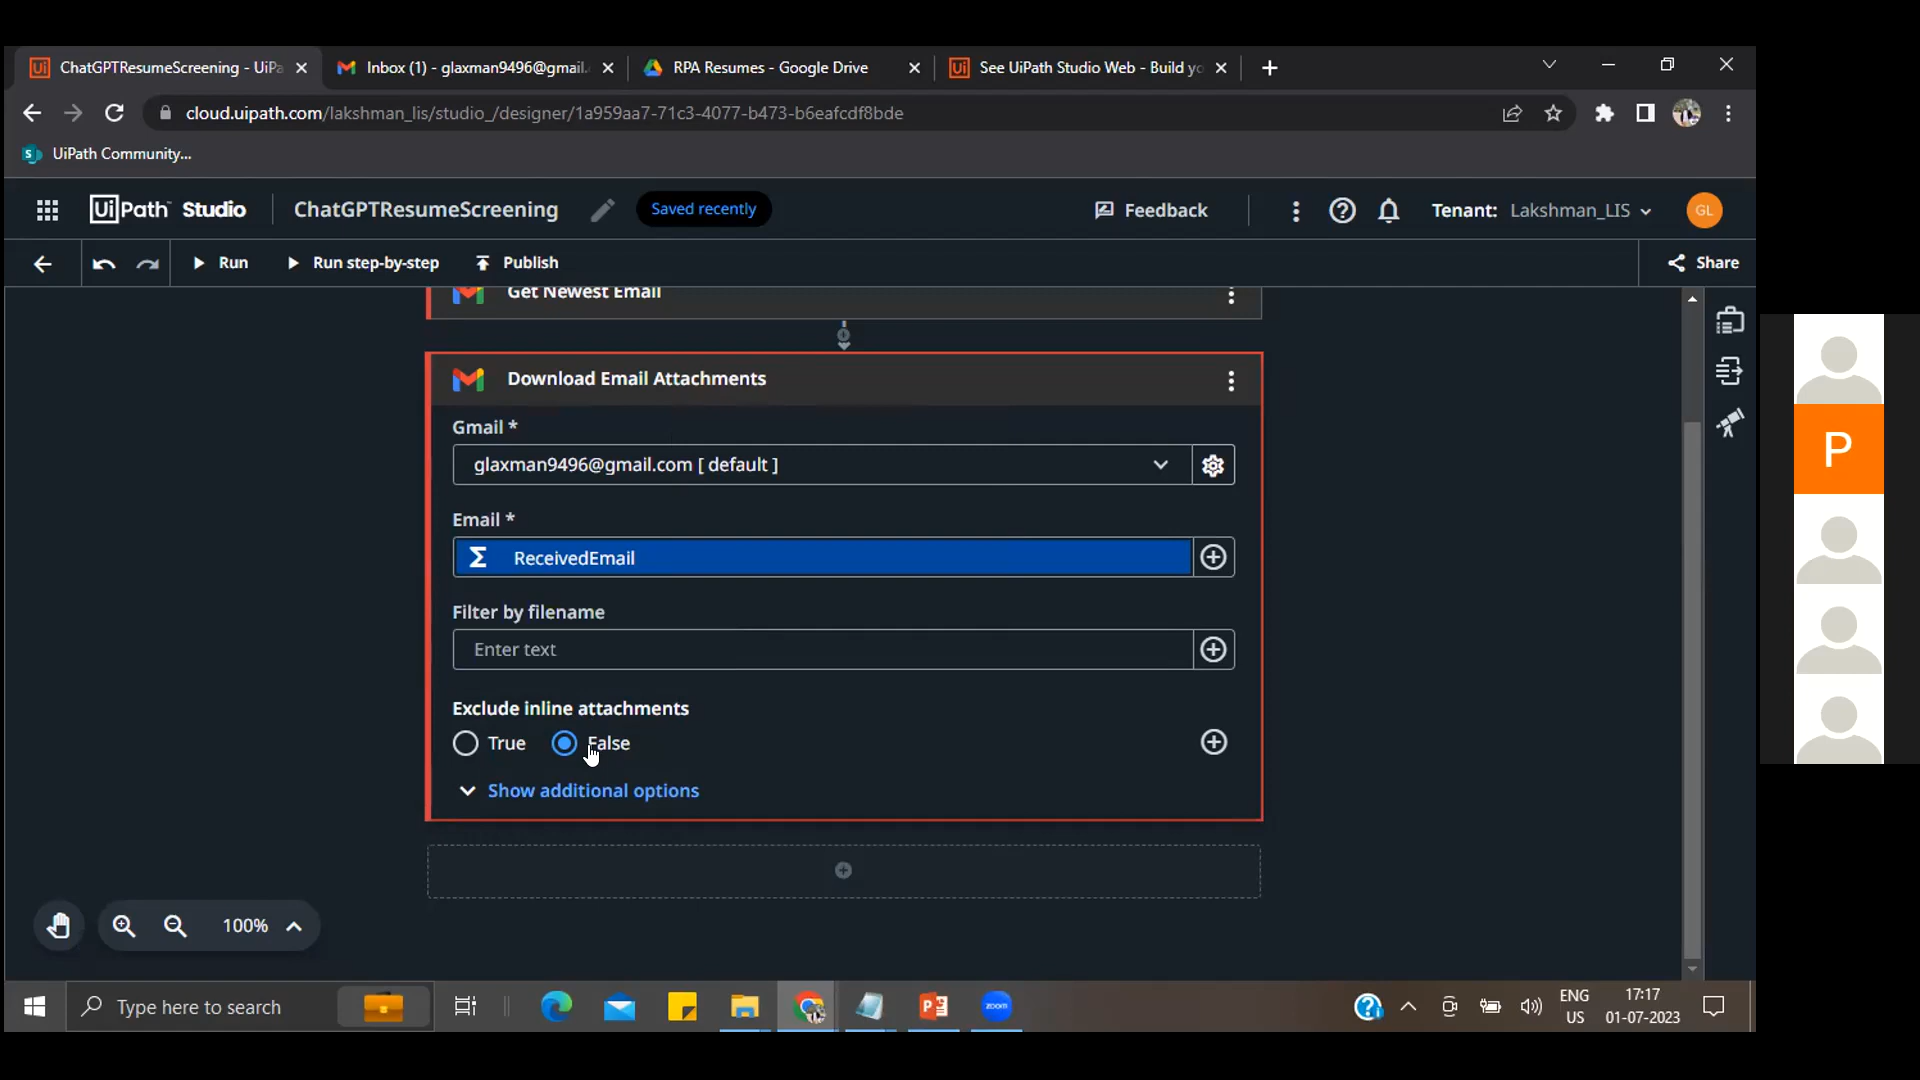 ChatGPTResumeScreening - UiPa
Inbox (1) - glaxman9496@gmail.
RPA Resumes - Google Drive
See UiPath Studio Web - Build yo
cloud.uipath.com/lakshman_lis/studio_/designer/1a959aa7-71c3-4077-b473-b6eafcdf8bde
UiPath Community...
UiPath Studio
ChatGPTResumeScreening
Saved recently
Feedback
Tenant: Lakshman_LIS
GL
Run
Run step-by-step
Publish
Share
Get Newest Email
Download Email Attachments
Gmail *
glaxman9496@gmail.com [ default ]
Email *
ReceivedEmail
Filter by filename
Enter text
Exclude inline attachments
True
False
Show additional options
100%
P
Type here to search
zoom
ENG
US
17:17
01-07-2023